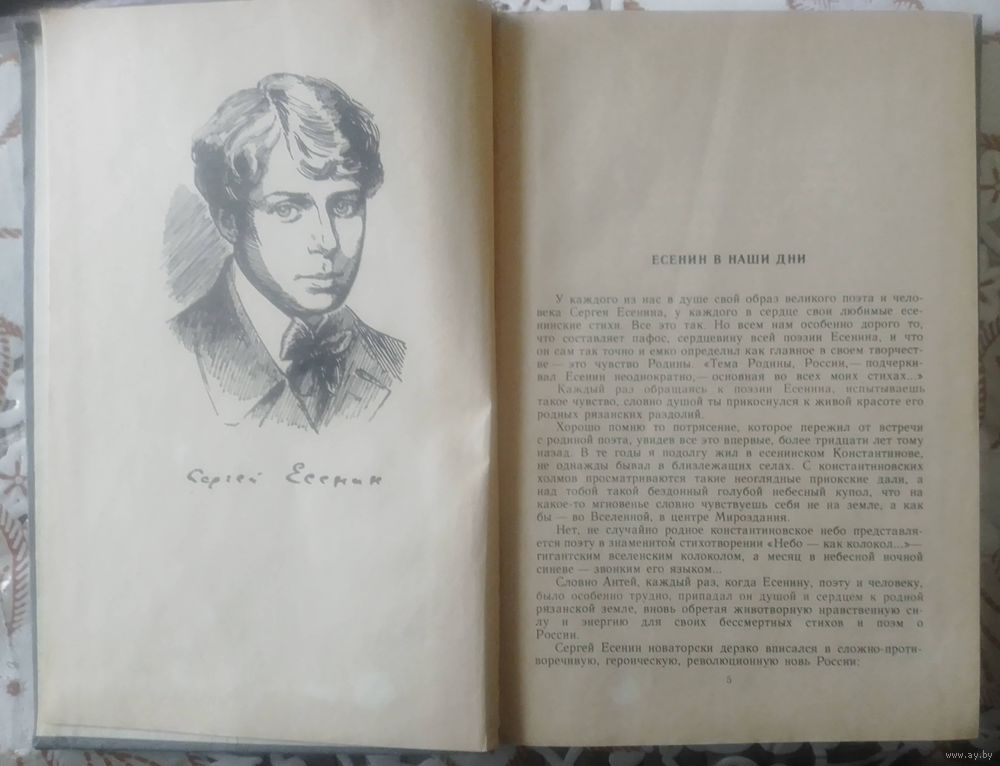 Сергей Есенин
ЕСЕНИН В НАШИ ДНИ
У каждого из нас в душе свой образ великого поэта и чело-
века Сергея Есенина, у каждого в сердце свои любимые есе-
нинские стихи. Все это так. Но всем нам особенно дорого то,
что составляет пафос, сердцевину всей поэзии Есенина, и что
он сам так точно и емко определил как главное в своем творчест-
ве — это чувство Родины. «Тема Родины, России,— подчерки-
вал Есенин неоднократно,— основная во всех моих стихах...»
Каждый раз обращаясь к поэзии Есенина, испытываешь
такое чувство, словно душой ты прикоснулся к живой красоте его
родных рязанских раздолий.
Хорошо помню то потрясение, которое пережил от встречи
с родиной поэта, увидев все это впервые, более тридцати лет тому
назад. В те годы я подолгу жил в есенинском Константинове,
не однажды бывал в близлежащих селах. С константиновских
холмов просматриваются такие неоглядные приокские дали, а
над тобой такой бездонный голубой небесный купол, что на
какое-то мгновенье словно чувствуешь себя не на земле, а как
бы — во Вселенной, в центре Мироздания.
Нет, не случайно родное константиновское небо представля-
ется поэту в знаменитом стихотворении «Небо — как колокол...»—
гигантским вселенским колоколом, а месяц в небесной ночной
синеве — звонким его языком...
Словно Антей, каждый раз, когда Есенину, поэту и человеку,
было особенно трудно, припадал он душой и сердцем к родной
рязанской земле, вновь обретая животворную нравственную си-
лу и энергию для своих бессмертных стихов и поэм о
России.
Сергей Есенин новаторски дерзко вписался в сложно-проти-
воречивую, героическую, революционную новь России:
5
www.ay.by